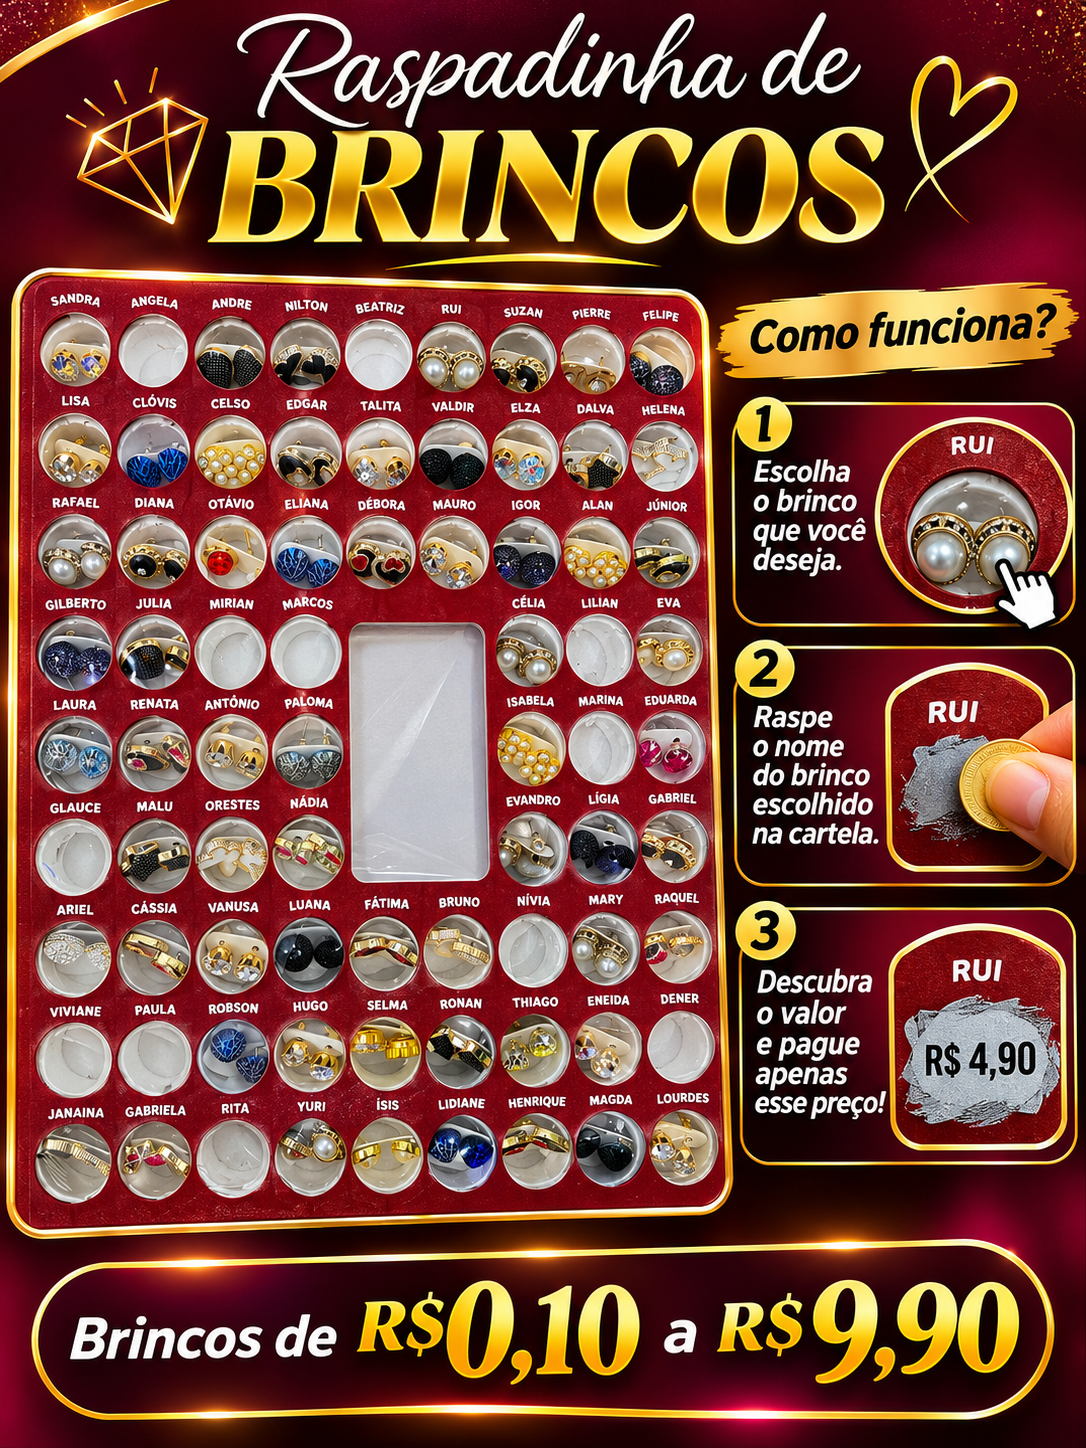 Raspadinha de
BRINCOS
SANDRA ANGELA ANDRE NILTON BEATRIZ RUI SUZAN PIERRE FELIPE
LISA CLÓVIS CELSO EDGAR TALITA VALDIR ELZA DALVA HELENA
RAFAEL DIANA OTÁVIO ELIANA DÉBORA MAURO IGOR ALAN JÚNIOR
GILBERTO JULIA MIRIAN MARCOS CÉLIA LILIAN EVA
LAURA RENATA ANTÔNIO PALOMA ISABELA MARINA EDUARDA
GLAUCE MALU ORESTES NÁDIA EVANDRO LÍGIA GABRIEL
ARIEL CÁSSIA VANUSA LUANA FÁTIMA BRUNO NÍVIA MARY RAQUEL
VIVIANE PAULA ROBSON HUGO SELMA RONAN THIAGO ENEIDA DENER
JANAINA GABRIELA RITA YURI ÍSIS LIDIANE HENRIQUE MAGDA LOURDES
Como funciona?
1
Escolha
o brinco
que você
deseja.
RUI
2
Raspe
o nome
do brinco
escolhido
na cartela.
RUI
3
Descubra
o valor
e pague
apenas
esse preço!
RUI
R$ 4,90
Brincos de R$0,10 a R$9,90